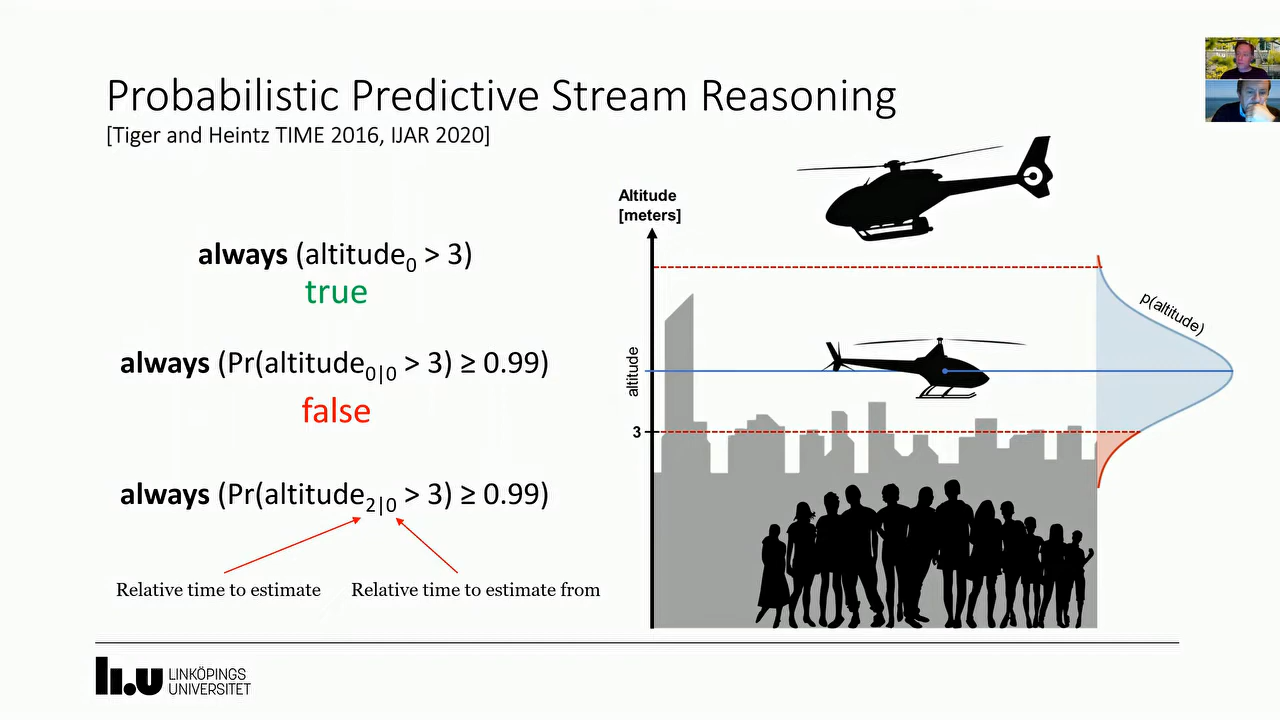 Probabilistic Predictive Stream Reasoning
[Tiger and Heintz TIME 2016, IJAR 2020]
always (altitude₀ > 3)
true
always (Pr(altitude₀|₀ > 3) ≥ 0.99)
false
always (Pr(altitude₂|₀ > 3) ≥ 0.99)
Relative time to estimate
Relative time to estimate from
Altitude
[meters]
altitude
3
p(altitude)
LI.U LINKÖPINGS
UNIVERSITET